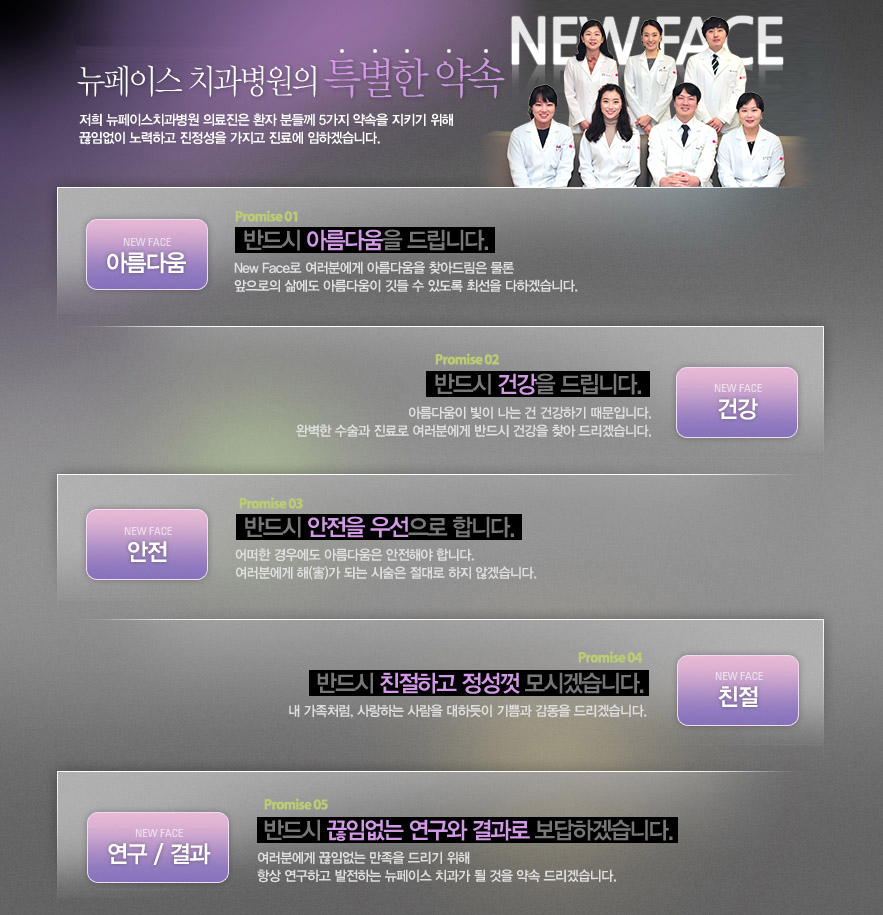 NEW FACE
뉴페이스 치과병원의 특별한 약속
저희 뉴페이스치과병원 의료진은 환자 분들께 5가지 약속을 지키기 위해
끊임없이 노력하고 진정성을 가지고 진료에 임하겠습니다.
NEW FACE
아름다움
Promise 01
반드시 아름다움을 드립니다.
New Face로 여러분에게 아름다움을 찾아드림은 물론
앞으로의 삶에도 아름다움이 깃들 수 있도록 최선을 다하겠습니다.
Promise 02
반드시 건강을 드립니다.
아름다움이 빛이 나는 건 건강하기 때문입니다.
완벽한 수술과 진료로 여러분에게 반드시 건강을 찾아 드리겠습니다.
NEW FACE
건강
NEW FACE
안전
Promise 03
반드시 안전을 우선으로 합니다.
어떠한 경우에도 아름다움은 안전해야 합니다.
여러분에게 해(害)가 되는 시술은 절대로 하지 않겠습니다.
Promise 04
반드시 친절하고 정성껏 모시겠습니다.
내 가족처럼, 사랑하는 사람을 대하듯이 기쁨과 감동을 드리겠습니다.
NEW FACE
친절
NEW FACE
연구 / 결과
Promise 05
반드시 끊임없는 연구와 결과로 보답하겠습니다.
여러분에게 끊임없는 만족을 드리기 위해
항상 연구하고 발전하는 뉴페이스 치과가 될 것을 약속 드리겠습니다.